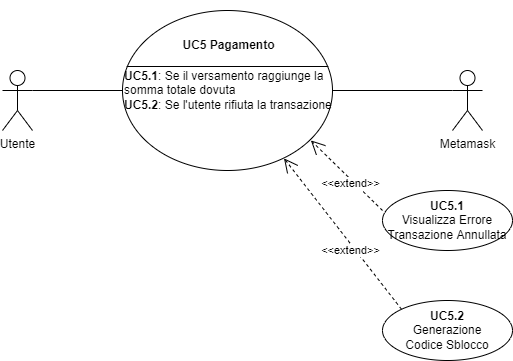 UC5 Pagamento
UC5.1: Se il versamento raggiunge la
somma totale dovuta
UC5.2: Se l'utente rifiuta la transazione
Utente
Metamask
<<extend>>
UC5.1
Visualizza Errore
Transazione Annullata
<<extend>>
UC5.2
Generazione
Codice Sblocco